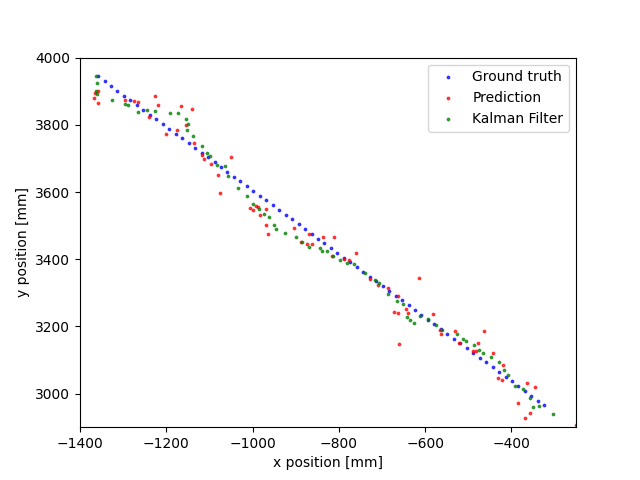 4000
3800
3600
3400
3200
3000
y position [mm]
Ground truth
Prediction
Kalman Filter
−1400 −1200 −1000 −800 −600 −400
x position [mm]